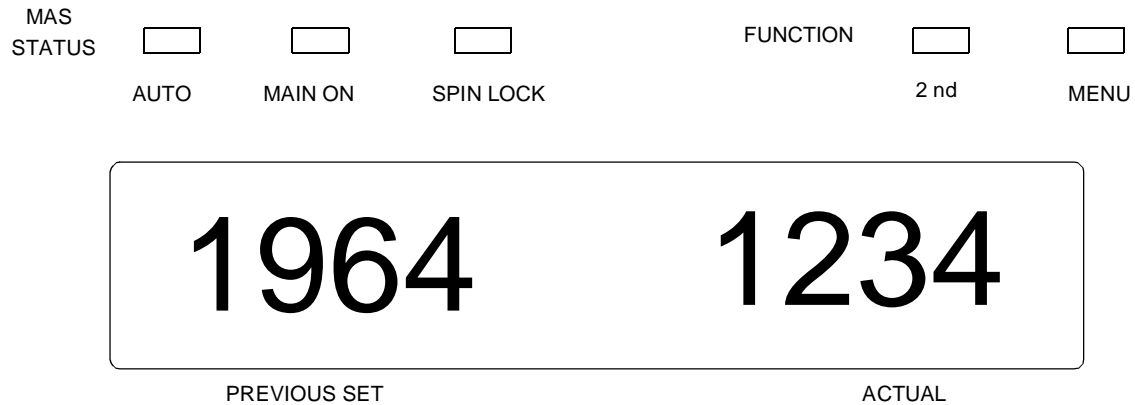 MAS
STATUS
FUNCTION
AUTO
MAIN ON
SPIN LOCK
2 nd
MENU
1964
1234
PREVIOUS SET
ACTUAL